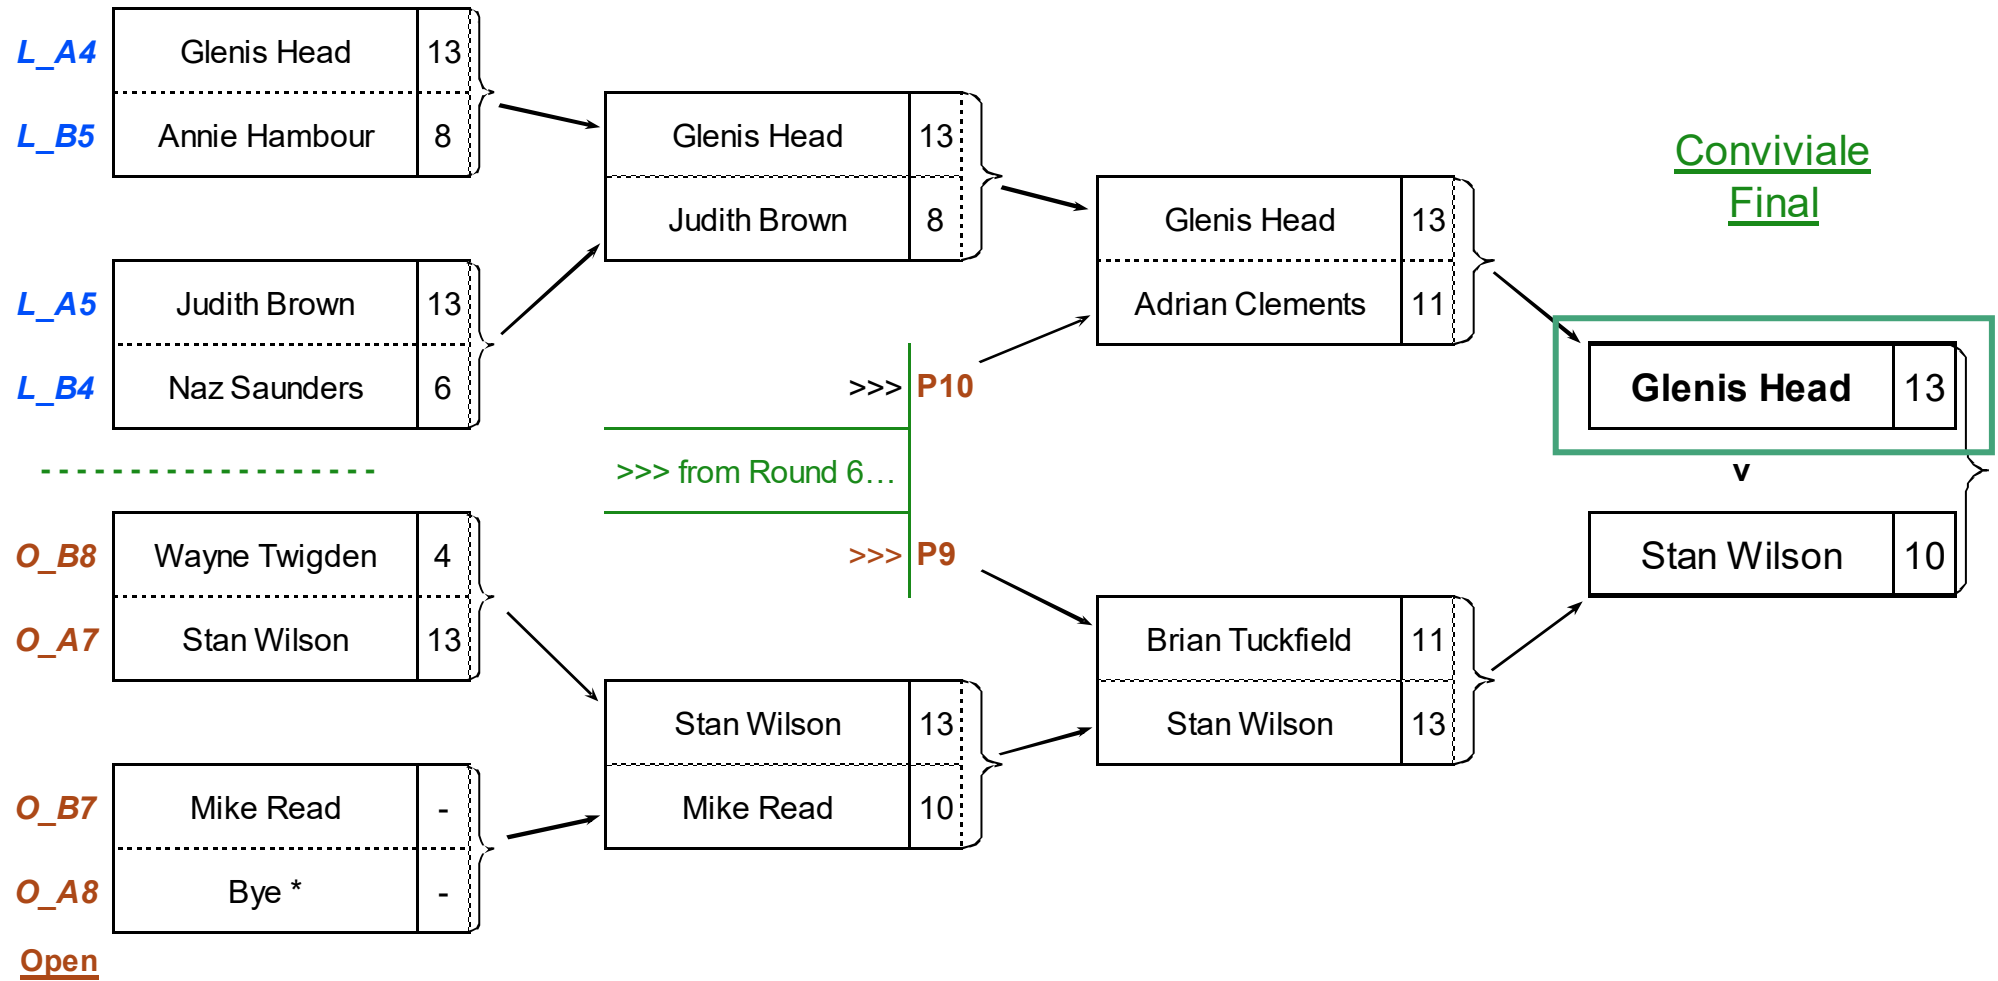 L_A4 Glenis Head 13
L_B5 Annie Hambour 8
L_A5 Judith Brown 13
L_B4 Naz Saunders 6
- - - - - - - - - - - - - - - - -
O_B8 Wayne Twigden 4
O_A7 Stan Wilson 13
O_B7 Mike Read -
O_A8 Bye * -
Open
Glenis Head 13
Judith Brown 8
>>> P10
>>> from Round 6…
>>> P9
Stan Wilson 13
Mike Read 10
Glenis Head 13
Adrian Clements 11
Brian Tuckfield 11
Stan Wilson 13
Conviviale
Final
Glenis Head 13
v
Stan Wilson 10